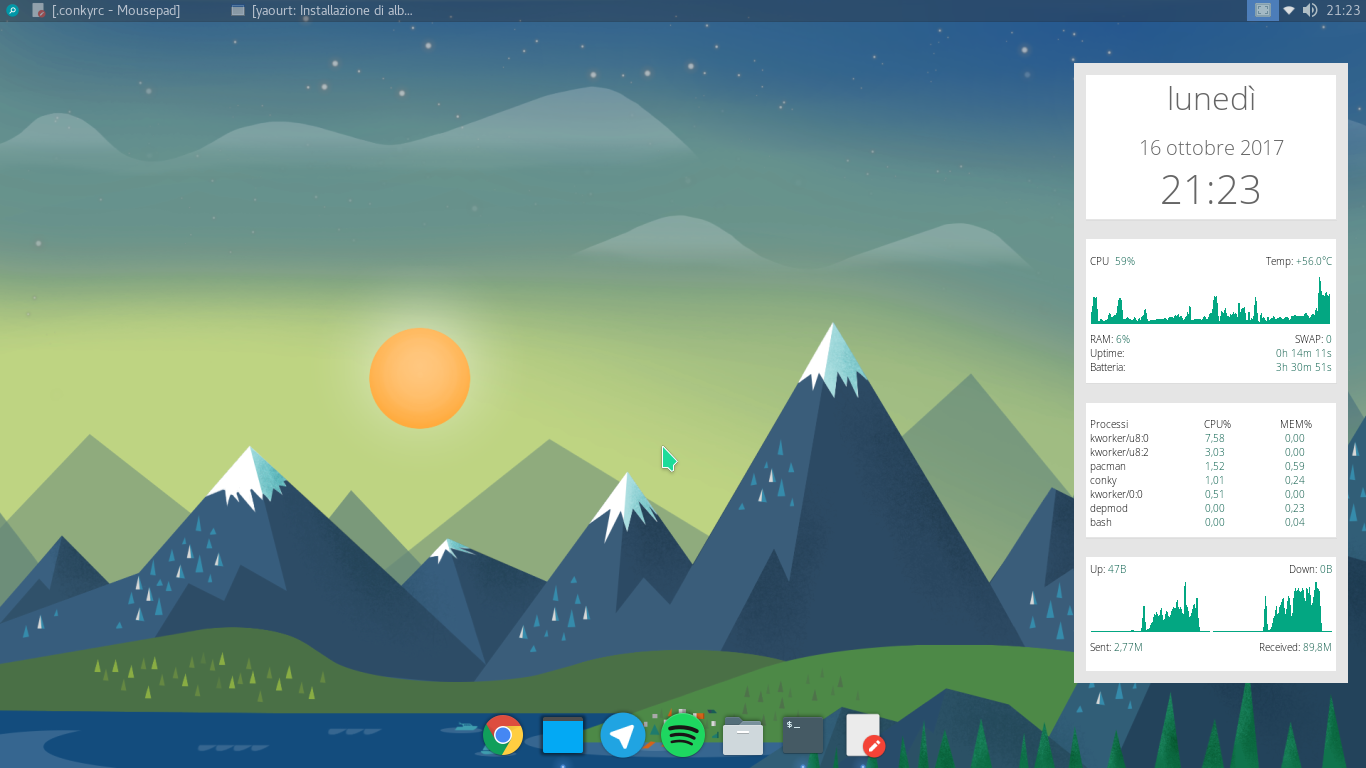 [.conkyrc - Mousepad]
[yaourt: Installazione di alb...
21:23
lunedì
16 ottobre 2017
21:23
CPU 59% Temp: +56.0°C
RAM: 6% SWAP: 0
Uptime: 0h 14m 11s
Batteria: 3h 30m 51s
Processi CPU% MEM%
kworker/u8:0 7,58 0,00
kworker/u8:2 3,03 0,00
pacman 1,52 0,59
conky 1,01 0,24
kworker/0:0 0,51 0,00
depmod 0,00 0,23
bash 0,00 0,04
Up: 47B Down: 0B
Sent: 2,77M Received: 89,8M
$_